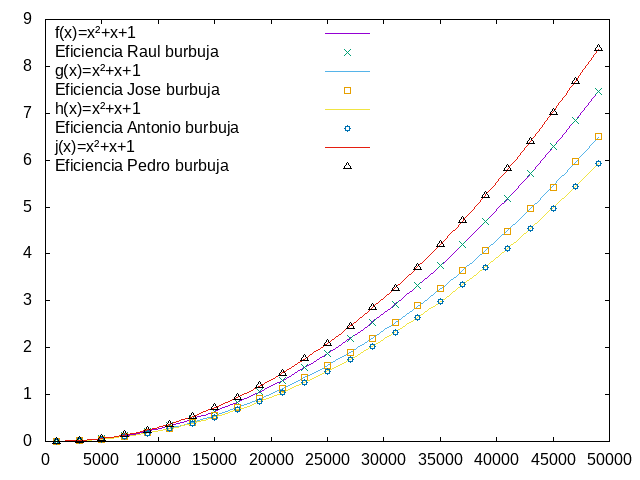 9
8
7
6
5
4
3
2
1
0
f(x)=x²+x+1
Eficiencia Raul burbuja
g(x)=x²+x+1
Eficiencia Jose burbuja
h(x)=x²+x+1
Eficiencia Antonio burbuja
j(x)=x²+x+1
Eficiencia Pedro burbuja
0 5000 10000 15000 20000 25000 30000 35000 40000 45000 50000